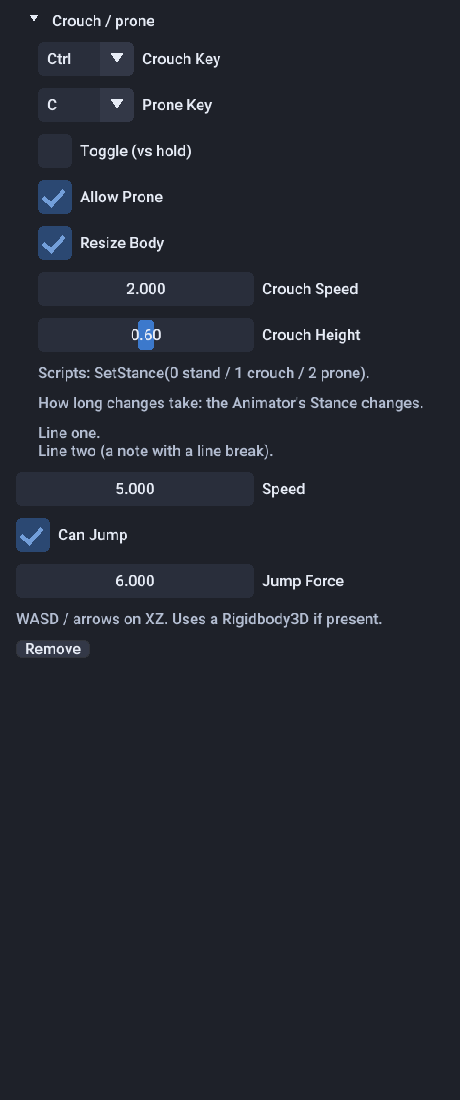 Crouch / prone
Ctrl Crouch Key
C Prone Key
Toggle (vs hold)
Allow Prone
Resize Body
2.000 Crouch Speed
0.60 Crouch Height
Scripts: SetStance(0 stand / 1 crouch / 2 prone).
How long changes take: the Animator's Stance changes.
Line one.
Line two (a note with a line break).
5.000 Speed
Can Jump
6.000 Jump Force
WASD / arrows on XZ. Uses a Rigidbody3D if present.
Remove